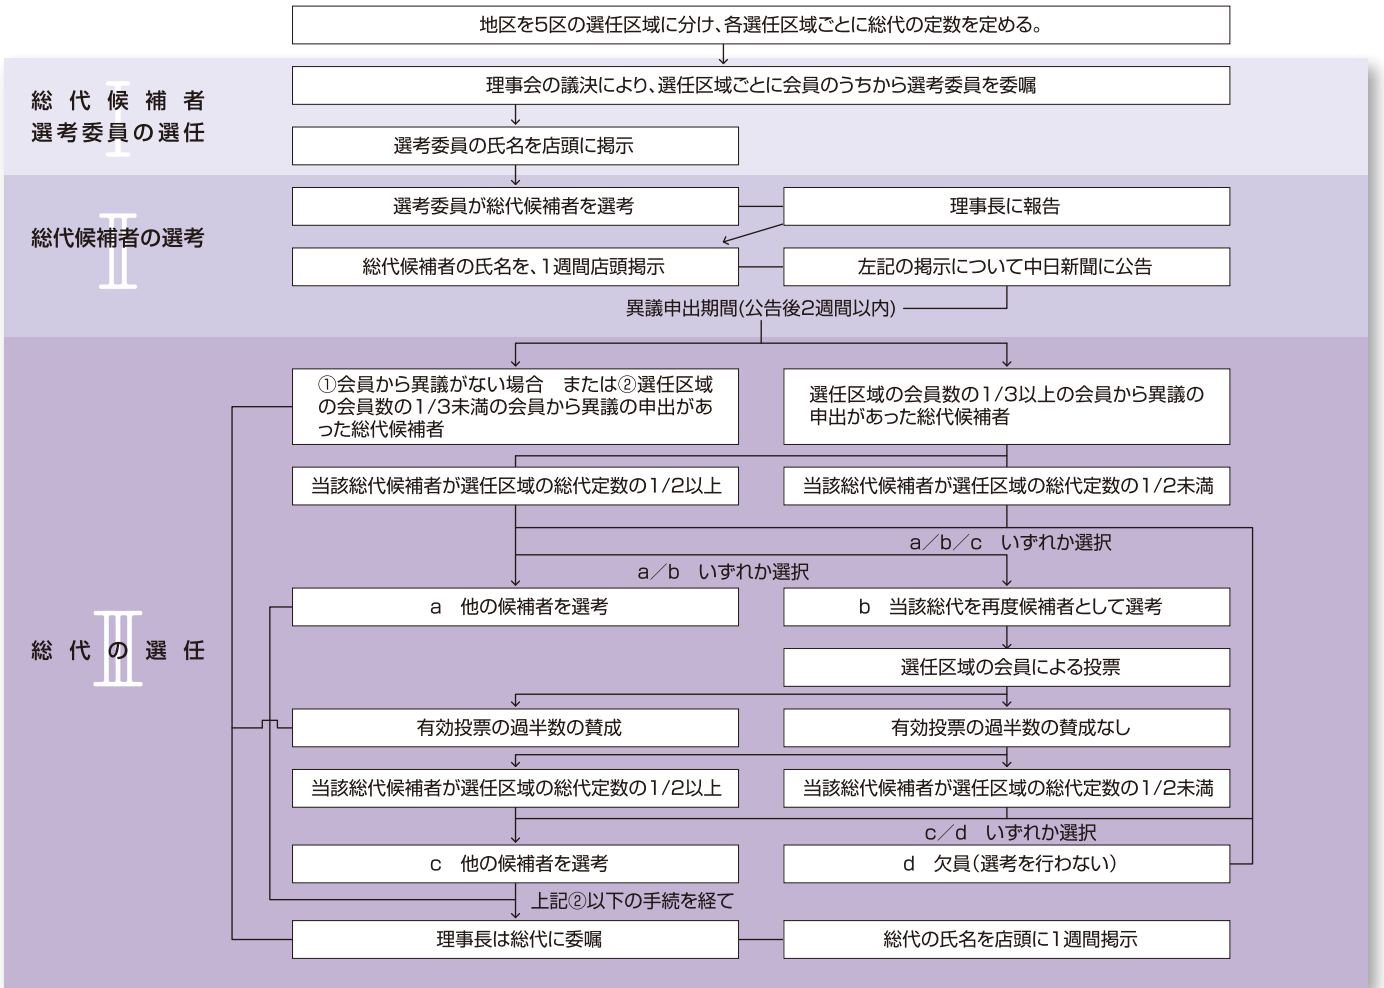 地区を5区の選任区域に分け、各選任区域ごとに総代の定数を定める。
Ⅰ
総代候補者
選考委員の選任
理事会の議決により、選任区域ごとに会員のうちから選考委員を委嘱
選考委員の氏名を店頭に掲示
Ⅱ
総代候補者の選考
選考委員が総代候補者を選考
理事長に報告
総代候補者の氏名を、1週間店頭掲示
左記の掲示について中日新聞に公告
異議申出期間(公告後2週間以内)
Ⅲ
総代の選任
①会員から異議がない場合　または②選任区域
の会員数の1/3未満の会員から異議の申出があ
った総代候補者
選任区域の会員数の1/3以上の会員から異議の
申出があった総代候補者
当該総代候補者が選任区域の総代定数の1/2以上
当該総代候補者が選任区域の総代定数の1/2未満
a／b／c　いずれか選択
a／b　いずれか選択
a　他の候補者を選考
b　当該総代を再度候補者として選考
選任区域の会員による投票
有効投票の過半数の賛成
有効投票の過半数の賛成なし
当該総代候補者が選任区域の総代定数の1/2以上
当該総代候補者が選任区域の総代定数の1/2未満
c／d　いずれか選択
c　他の候補者を選考
d　欠員（選考を行わない）
上記②以下の手続を経て
理事長は総代に委嘱
総代の氏名を店頭に1週間掲示